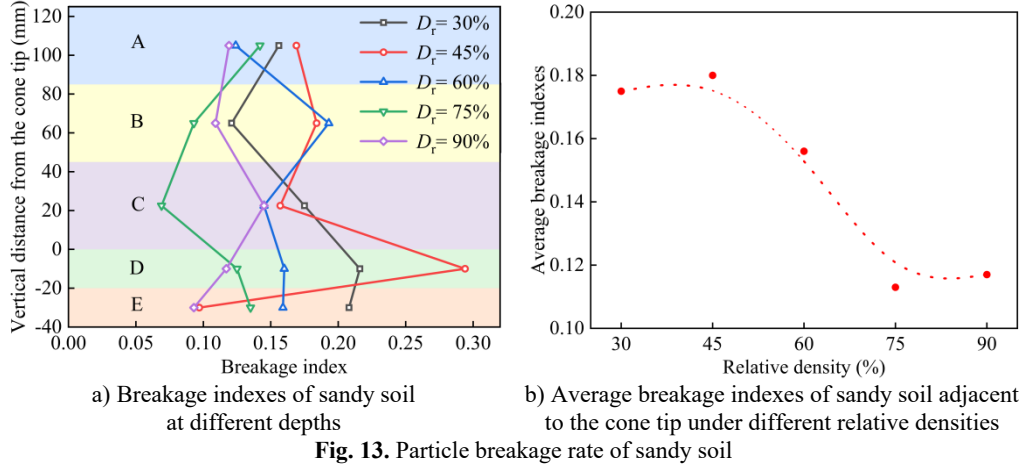 Vertical distance from the cone tip (mm)
120
100
80
60
40
20
0
-20
-40
A
B
C
D
E
Dr= 30%
Dr= 45%
Dr= 60%
Dr= 75%
Dr= 90%
0.00 0.05 0.10 0.15 0.20 0.25 0.30
Breakage index
a) Breakage indexes of sandy soil
at different depths
Average breakage indexes
0.20
0.18
0.16
0.14
0.12
0.10
30 45 60 75 90
Relative density (%)
b) Average breakage indexes of sandy soil adjacent
to the cone tip under different relative densities
Fig. 13. Particle breakage rate of sandy soil